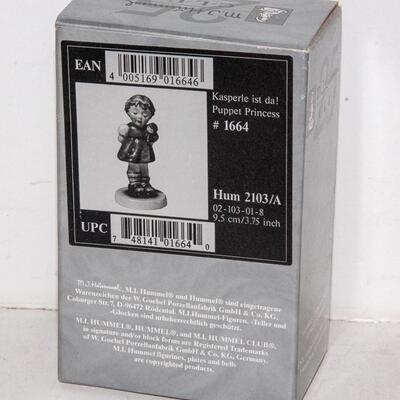 M.I. Hummel
EAN
4 005169 016646
Kasperle ist da!
Puppet Princess
# 1664
Hum 2103/A
02-103-01-8
9,5 cm/3.75 inch
UPC
7 48141 01664 0
M.I. Hummel
M.I. Hummel® und Hummel® sind eingetragene
Warenzeichen der W. Goebel Porzellanfabrik GmbH & Co. KG,
Coburger Str.7, D-96472 Rödental. M.I.Hummel-Figuren, -Teller und
-Glocken sind urheberrechtlich geschützt.
M.I. HUMMEL®, HUMMEL®, and M.I. HUMMEL CLUB®,
in signature and/or block forms are Registered Trademarks
of W. Goebel Porzellanfabrik GmbH & Co. KG, Germany.
M.I. Hummel figurines, plates and bells
are copyrighted products.